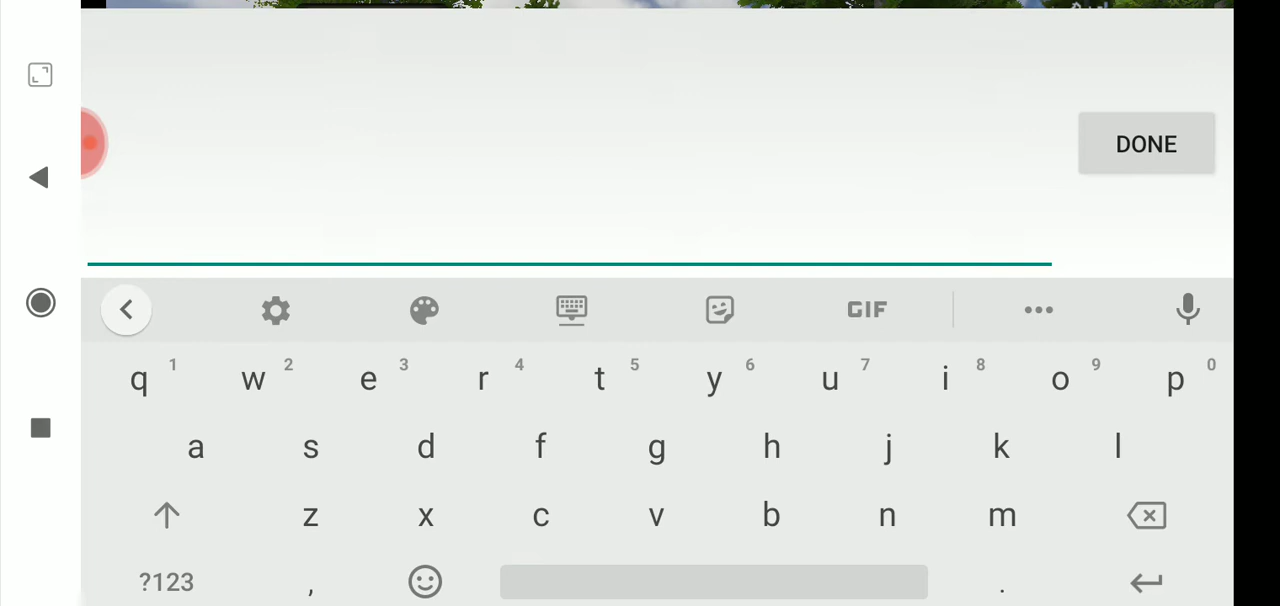 DONE
GIF
q 1 w 2 e 3 r 4 t 5 y 6 u 7 i 8 o 9 p 0
a s d f g h j k l
z x c v b n m
?123 , .